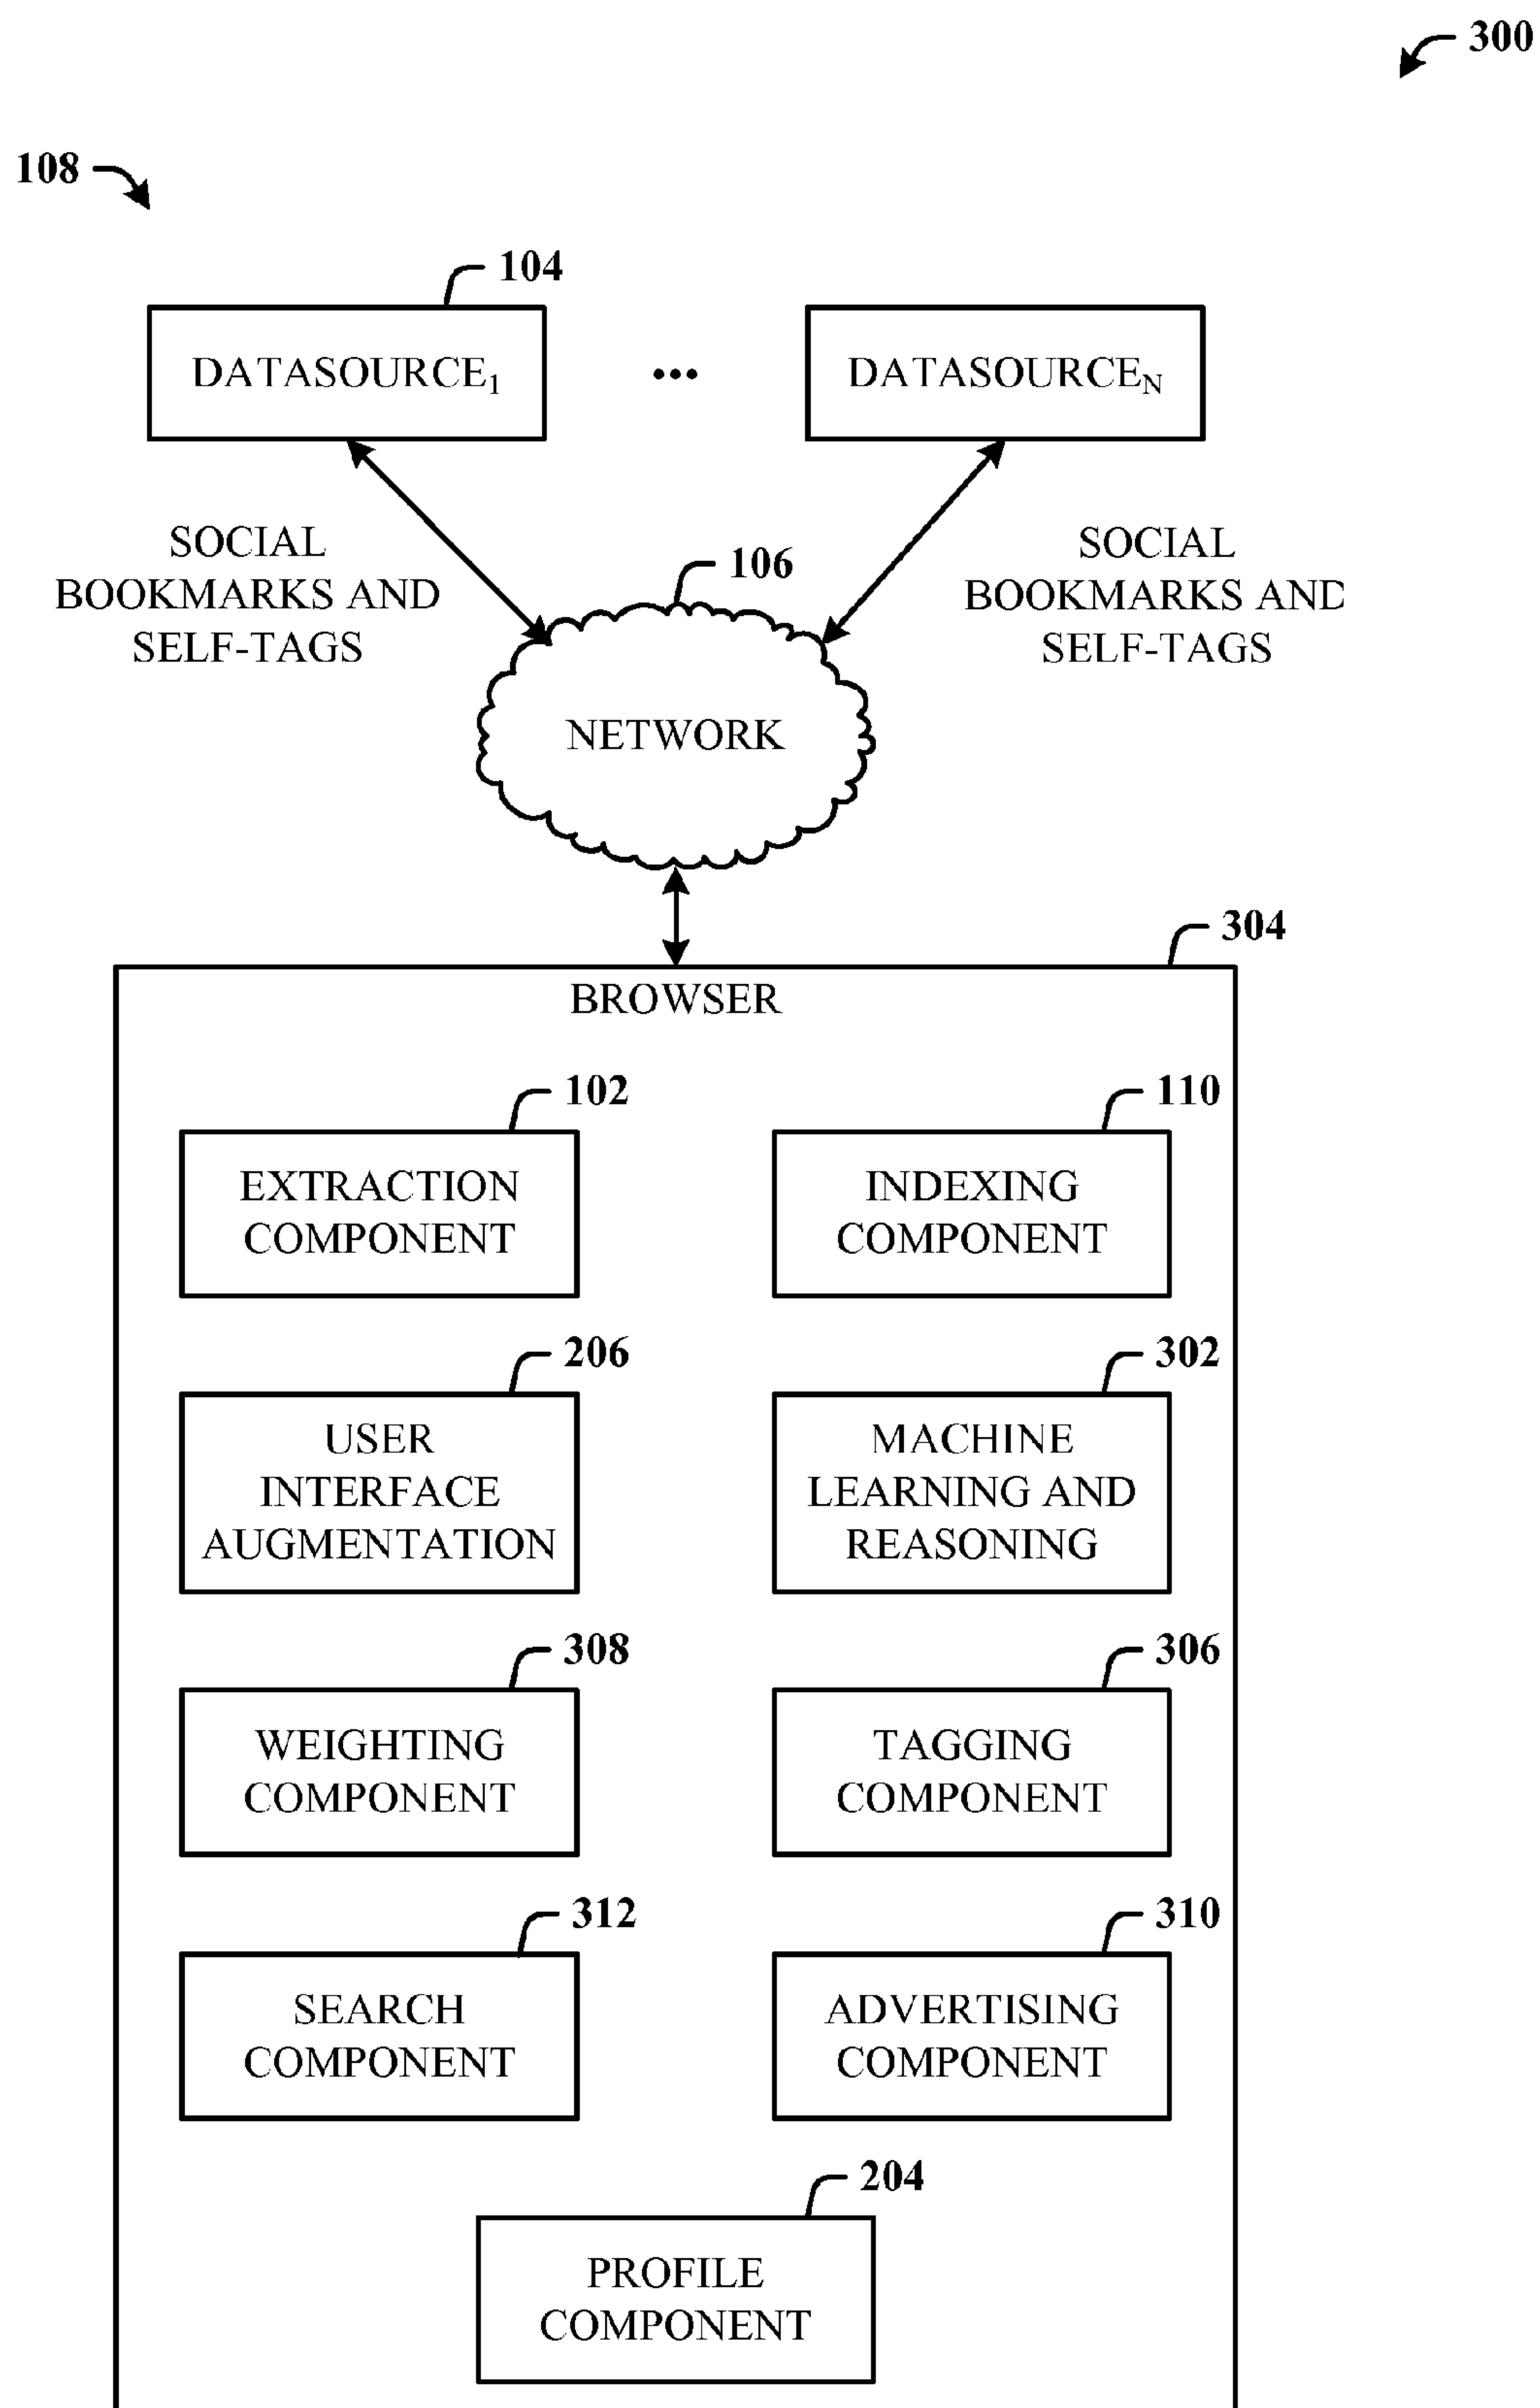 300
108
104
DATASOURCE1
...
DATASOURCEN
SOCIAL
BOOKMARKS AND
SELF-TAGS
106
SOCIAL
BOOKMARKS AND
SELF-TAGS
NETWORK
304
BROWSER
102
EXTRACTION
COMPONENT
110
INDEXING
COMPONENT
206
USER
INTERFACE
AUGMENTATION
302
MACHINE
LEARNING AND
REASONING
308
WEIGHTING
COMPONENT
306
TAGGING
COMPONENT
312
SEARCH
COMPONENT
310
ADVERTISING
COMPONENT
204
PROFILE
COMPONENT